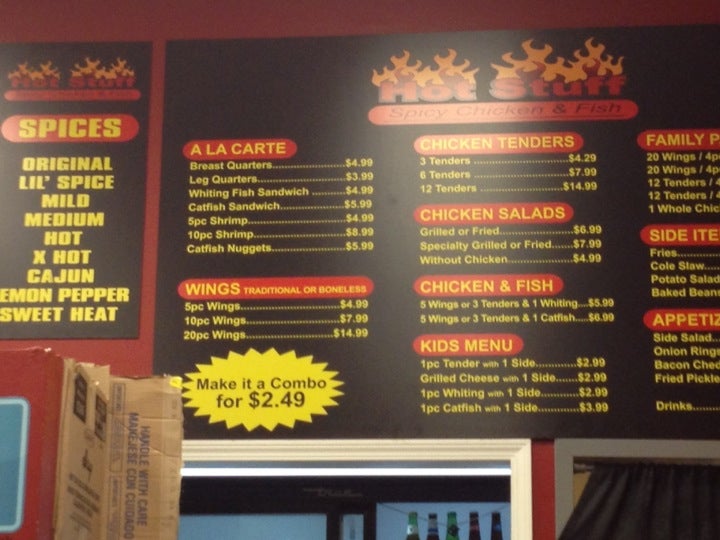 Hot Stuff
SPICES
ORIGINAL
LIL' SPICE
MILD
MEDIUM
HOT
X HOT
CAJUN
EMON PEPPER
SWEET HEAT
Hot Stuff
Spicy Chicken & Fish
A LA CARTE
Breast Quarters.....................$4.99
Leg Quarters.....................$3.99
Whiting Fish Sandwich .........$4.99
Catfish Sandwich.................$5.99
5pc Shrimp.........................$4.99
10pc Shrimp.......................$8.99
Catfish Nuggets...................$5.99
WINGS TRADITIONAL OR BONELESS
5pc Wings..........................$4.99
10pc Wings........................$7.99
20pc Wings.......................$14.99
Make it a Combo
for $2.49
CHICKEN TENDERS
3 Tenders .........................$4.29
6 Tenders .........................$7.99
12 Tenders .......................$14.99
CHICKEN SALADS
Grilled or Fried.....................$6.99
Specialty Grilled or Fried.......$7.99
Without Chicken...................$4.99
CHICKEN & FISH
5 Wings or 3 Tenders & 1 Whiting....$5.99
5 Wings or 3 Tenders & 1 Catfish.....$6.99
KIDS MENU
1pc Tender with 1 Side...............$2.99
Grilled Cheese with 1 Side.........$2.99
1pc Whiting with 1 Side..............$2.99
1pc Catfish with 1 Side...............$3.99
FAMILY P
20 Wings / 4p
20 Wings / 4p
12 Tenders / 4
12 Tenders / 4
1 Whole Chic
SIDE ITE
Fries
Cole Slaw
Potato Salad
Baked Bean
APPETIZ
Side Salad
Onion Rings
Bacon Ched
Fried Pickle
Drinks
HANDLE WITH CARE
MANEJESE CON CUIDADO
True